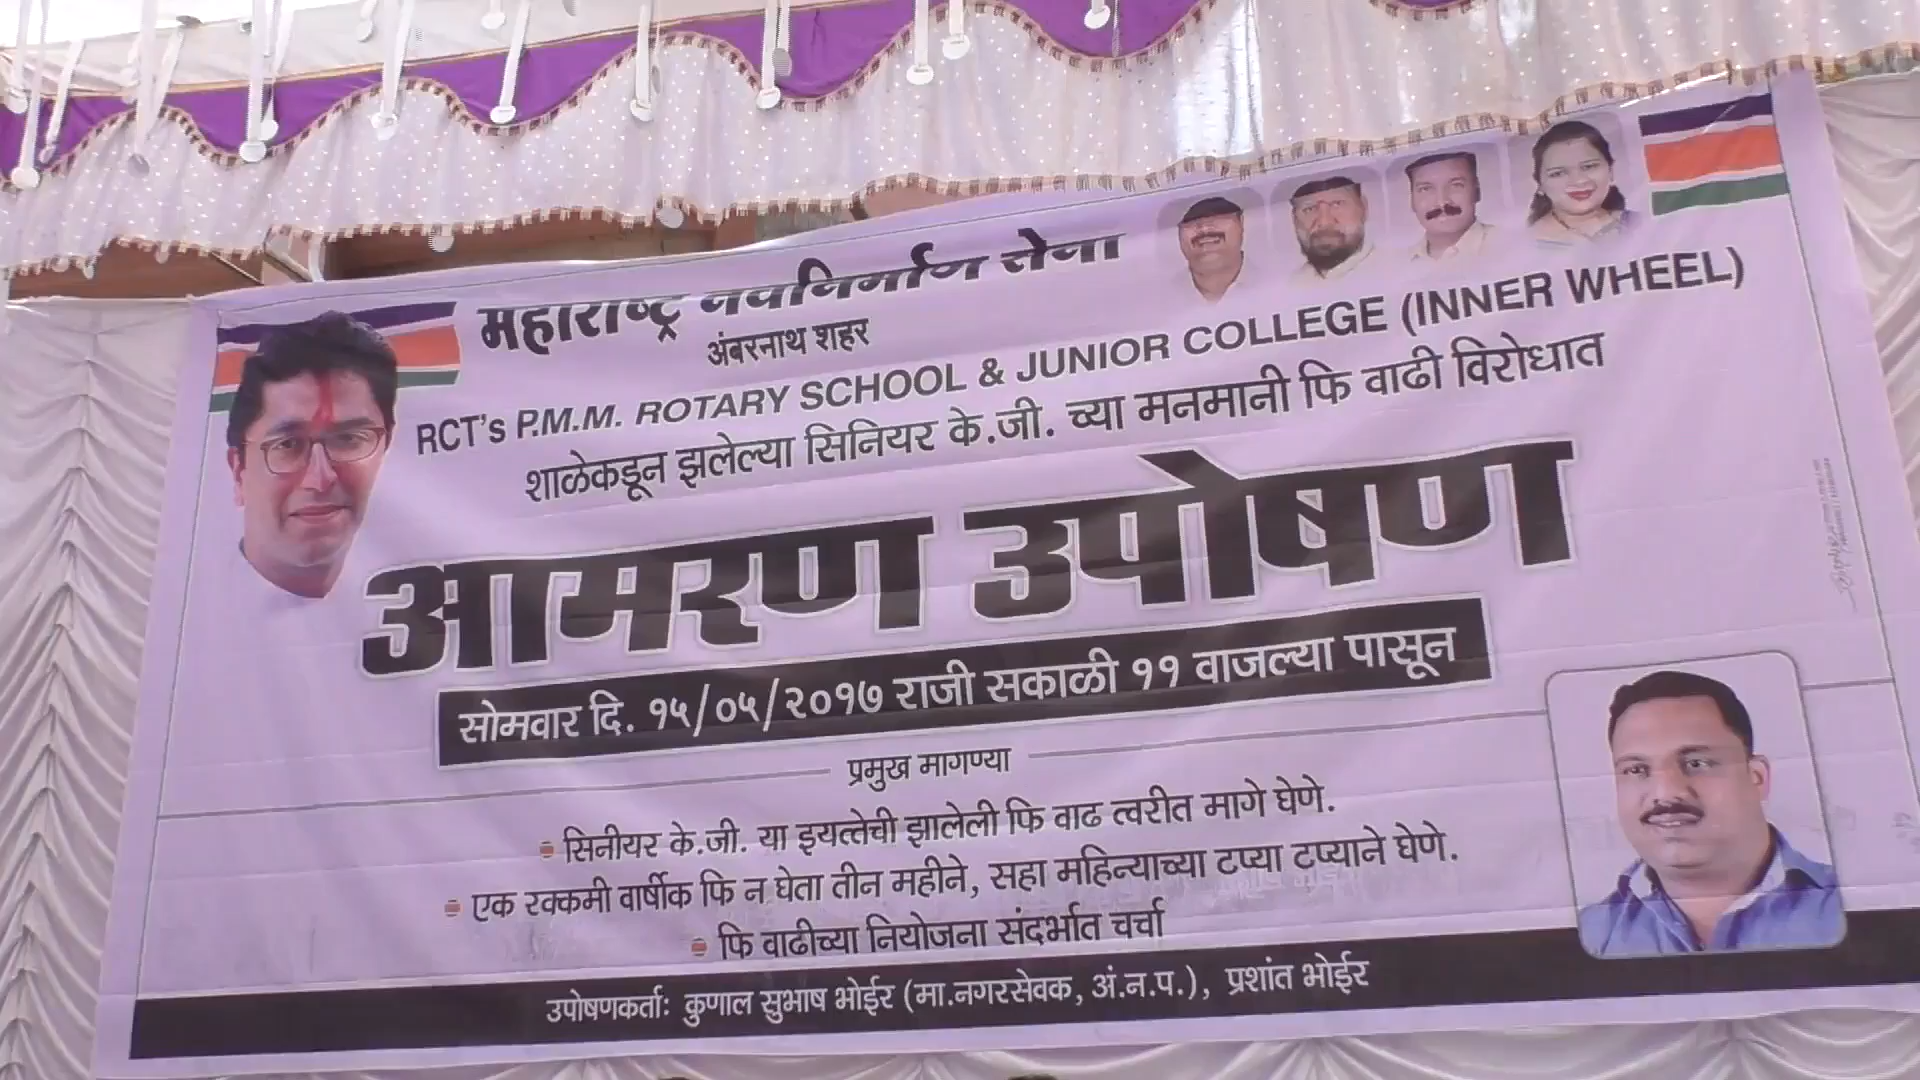 महाराष्ट्र नवनिर्माण सेना
अंबरनाथ शहर
RCT's P.M.M. ROTARY SCHOOL & JUNIOR COLLEGE (INNER WHEEL)
शाळेकडून झालेल्या सिनियर के.जी. च्या मनमानी फि वाढी विरोधात
आमरण उपोषण
सोमवार दि. १५/०५/२०१७ राजी सकाळी ११ वाजल्या पासून
प्रमुख मागण्या
सिनीयर के.जी. या इयत्तेची झालेली फि वाढ त्वरीत मागे घेणे.
एक रक्कमी वार्षीक फि न घेता तीन महीने, सहा महिन्याच्या टप्या टप्याने घेणे.
फि वाढीच्या नियोजना संदर्भात चर्चा
उपोषणकर्ताः कुणाल सुभाष भोईर (मा.नगरसेवक, अं.न.प.), प्रशांत भोईर